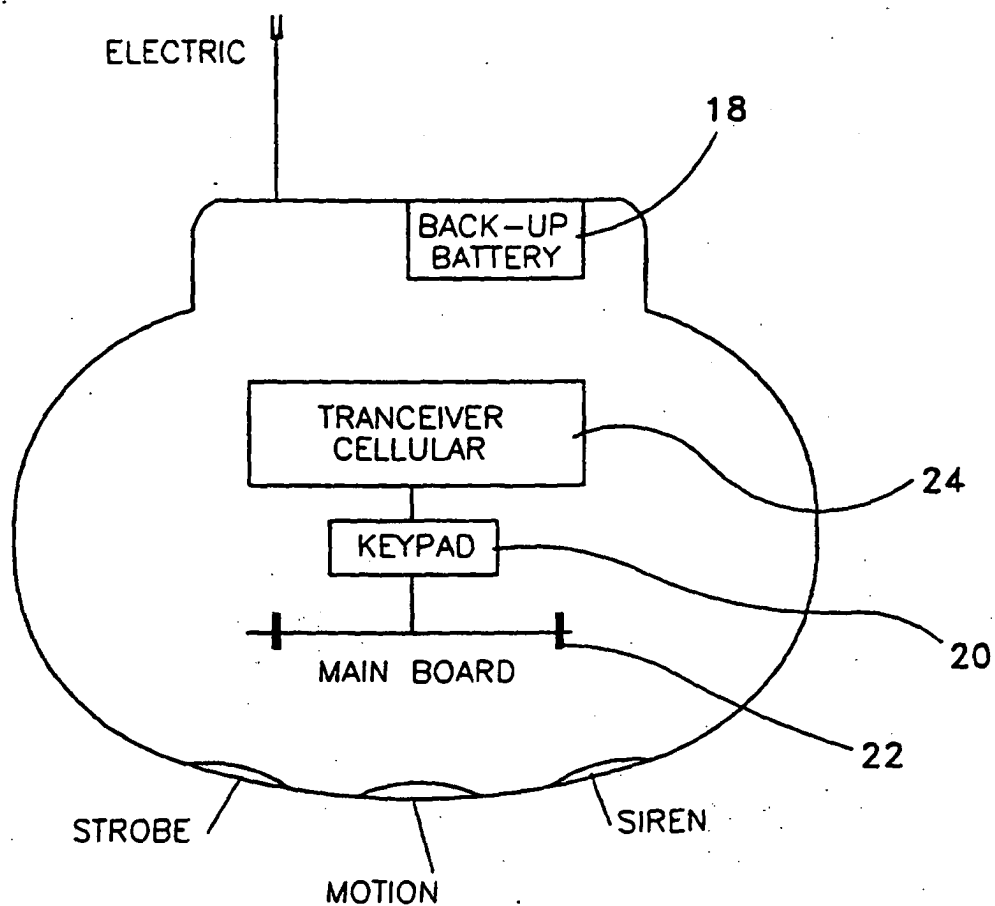 ELECTRIC
18
BACK-UP
BATTERY
TRANCEIVER
CELLULAR
24
KEYPAD
20
MAIN BOARD
22
STROBE
SIREN
MOTION